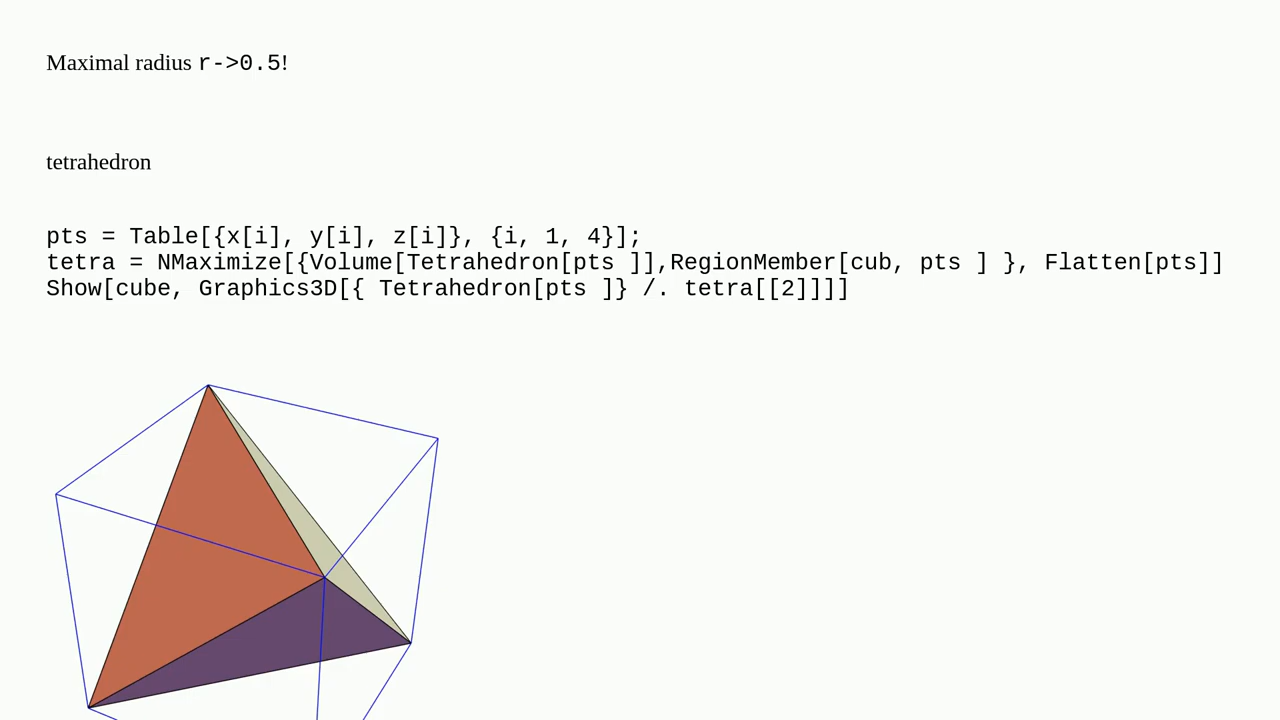 Maximal radius r->0.5!
tetrahedron
pts = Table[{x[i], y[i], z[i]}, {i, 1, 4}];
tetra = NMaximize[{Volume[Tetrahedron[pts ]],RegionMember[cub, pts ] }, Flatten[pts]]
Show[cube, Graphics3D[{ Tetrahedron[pts ]} /. tetra[[2]]]]